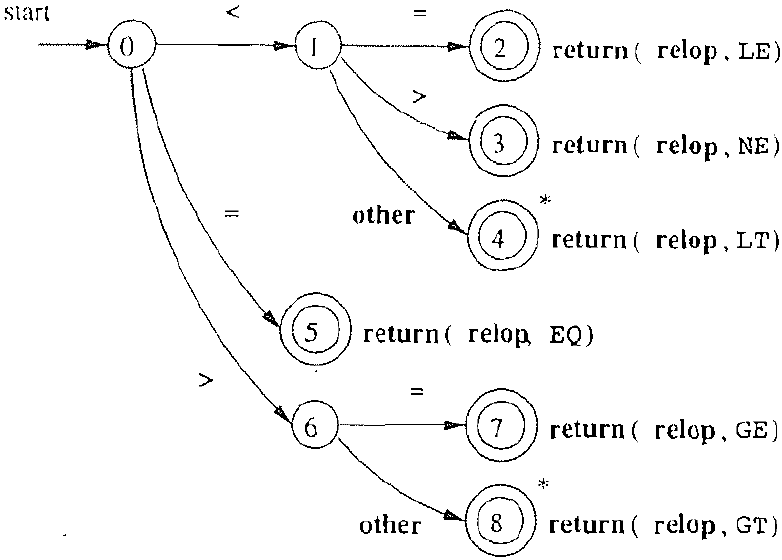 start
<
=
0
1
2
return( relop, LE)
>
3
return( relop, NE)
=
other
4
*
return( relop, LT)
5
return( relop, EQ)
>
=
6
7
return( relop, GE)
other
8
*
return( relop, GT)